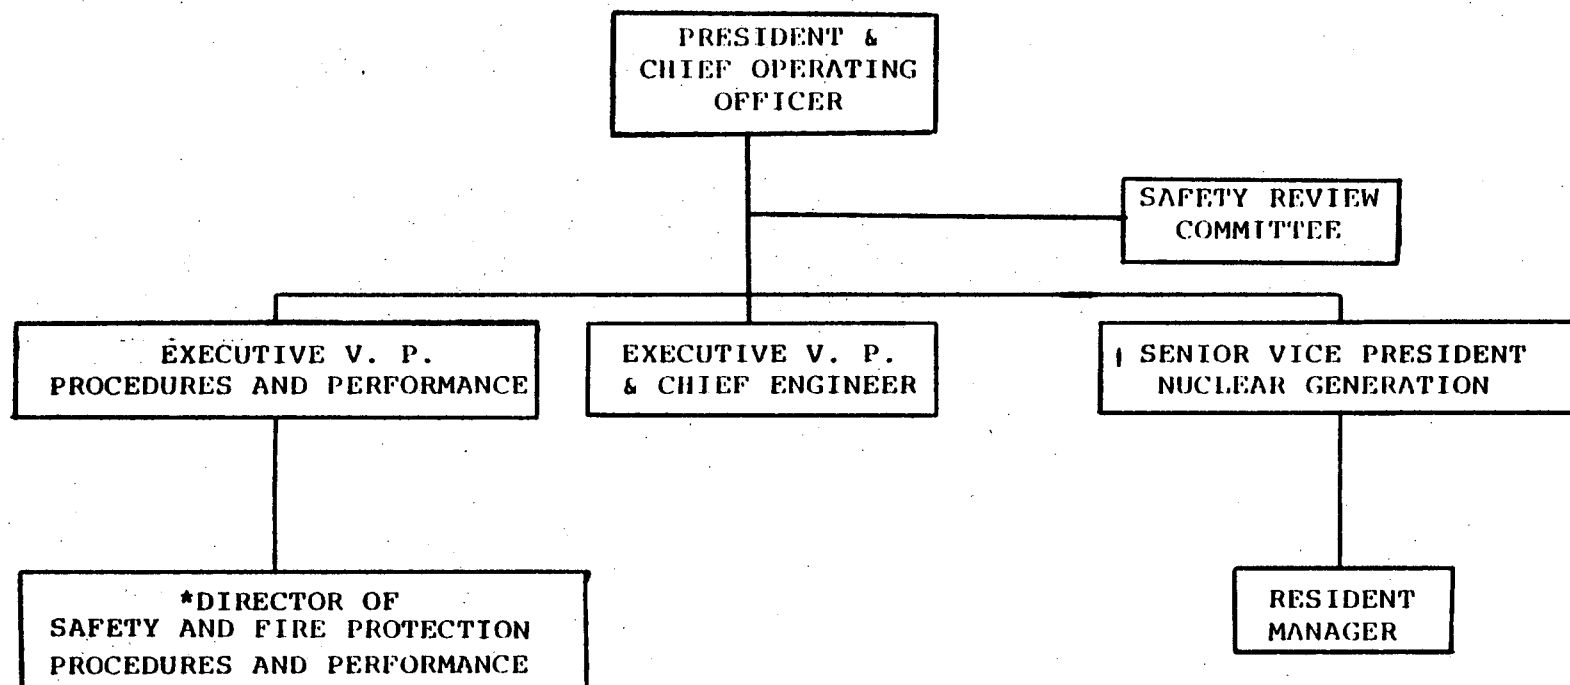 PRESIDENT &
CHIEF OPERATING
OFFICER
SAFETY REVIEW
COMMITTEE
EXECUTIVE V. P.
PROCEDURES AND PERFORMANCE
EXECUTIVE V. P.
& CHIEF ENGINEER
SENIOR VICE PRESIDENT
NUCLEAR GENERATION
*DIRECTOR OF
SAFETY AND FIRE PROTECTION
PROCEDURES AND PERFORMANCE
RESIDENT
MANAGER